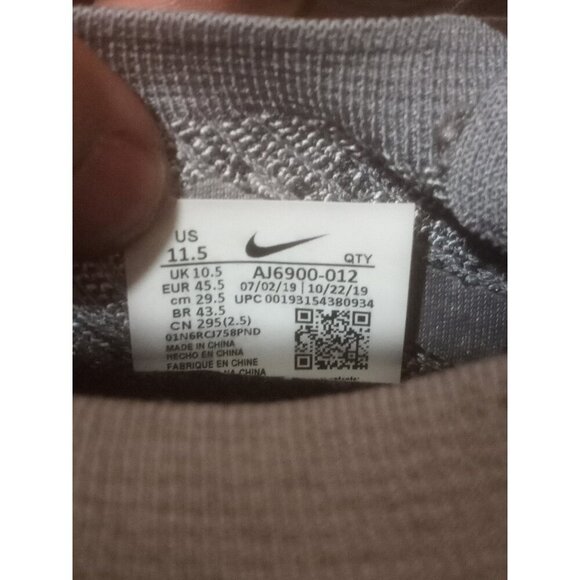 US
11.5
QTY
UK 10.5
EUR 45.5
cm 29.5
BR 43.5
CN 295(2.5)
AJ6900-012
07/02/19 | 10/22/19
UPC 00193154380934
01N6RCJ758PND
MADE IN CHINA
HECHO EN CHINA
FABRIQUE EN CHINE
NA CHINA